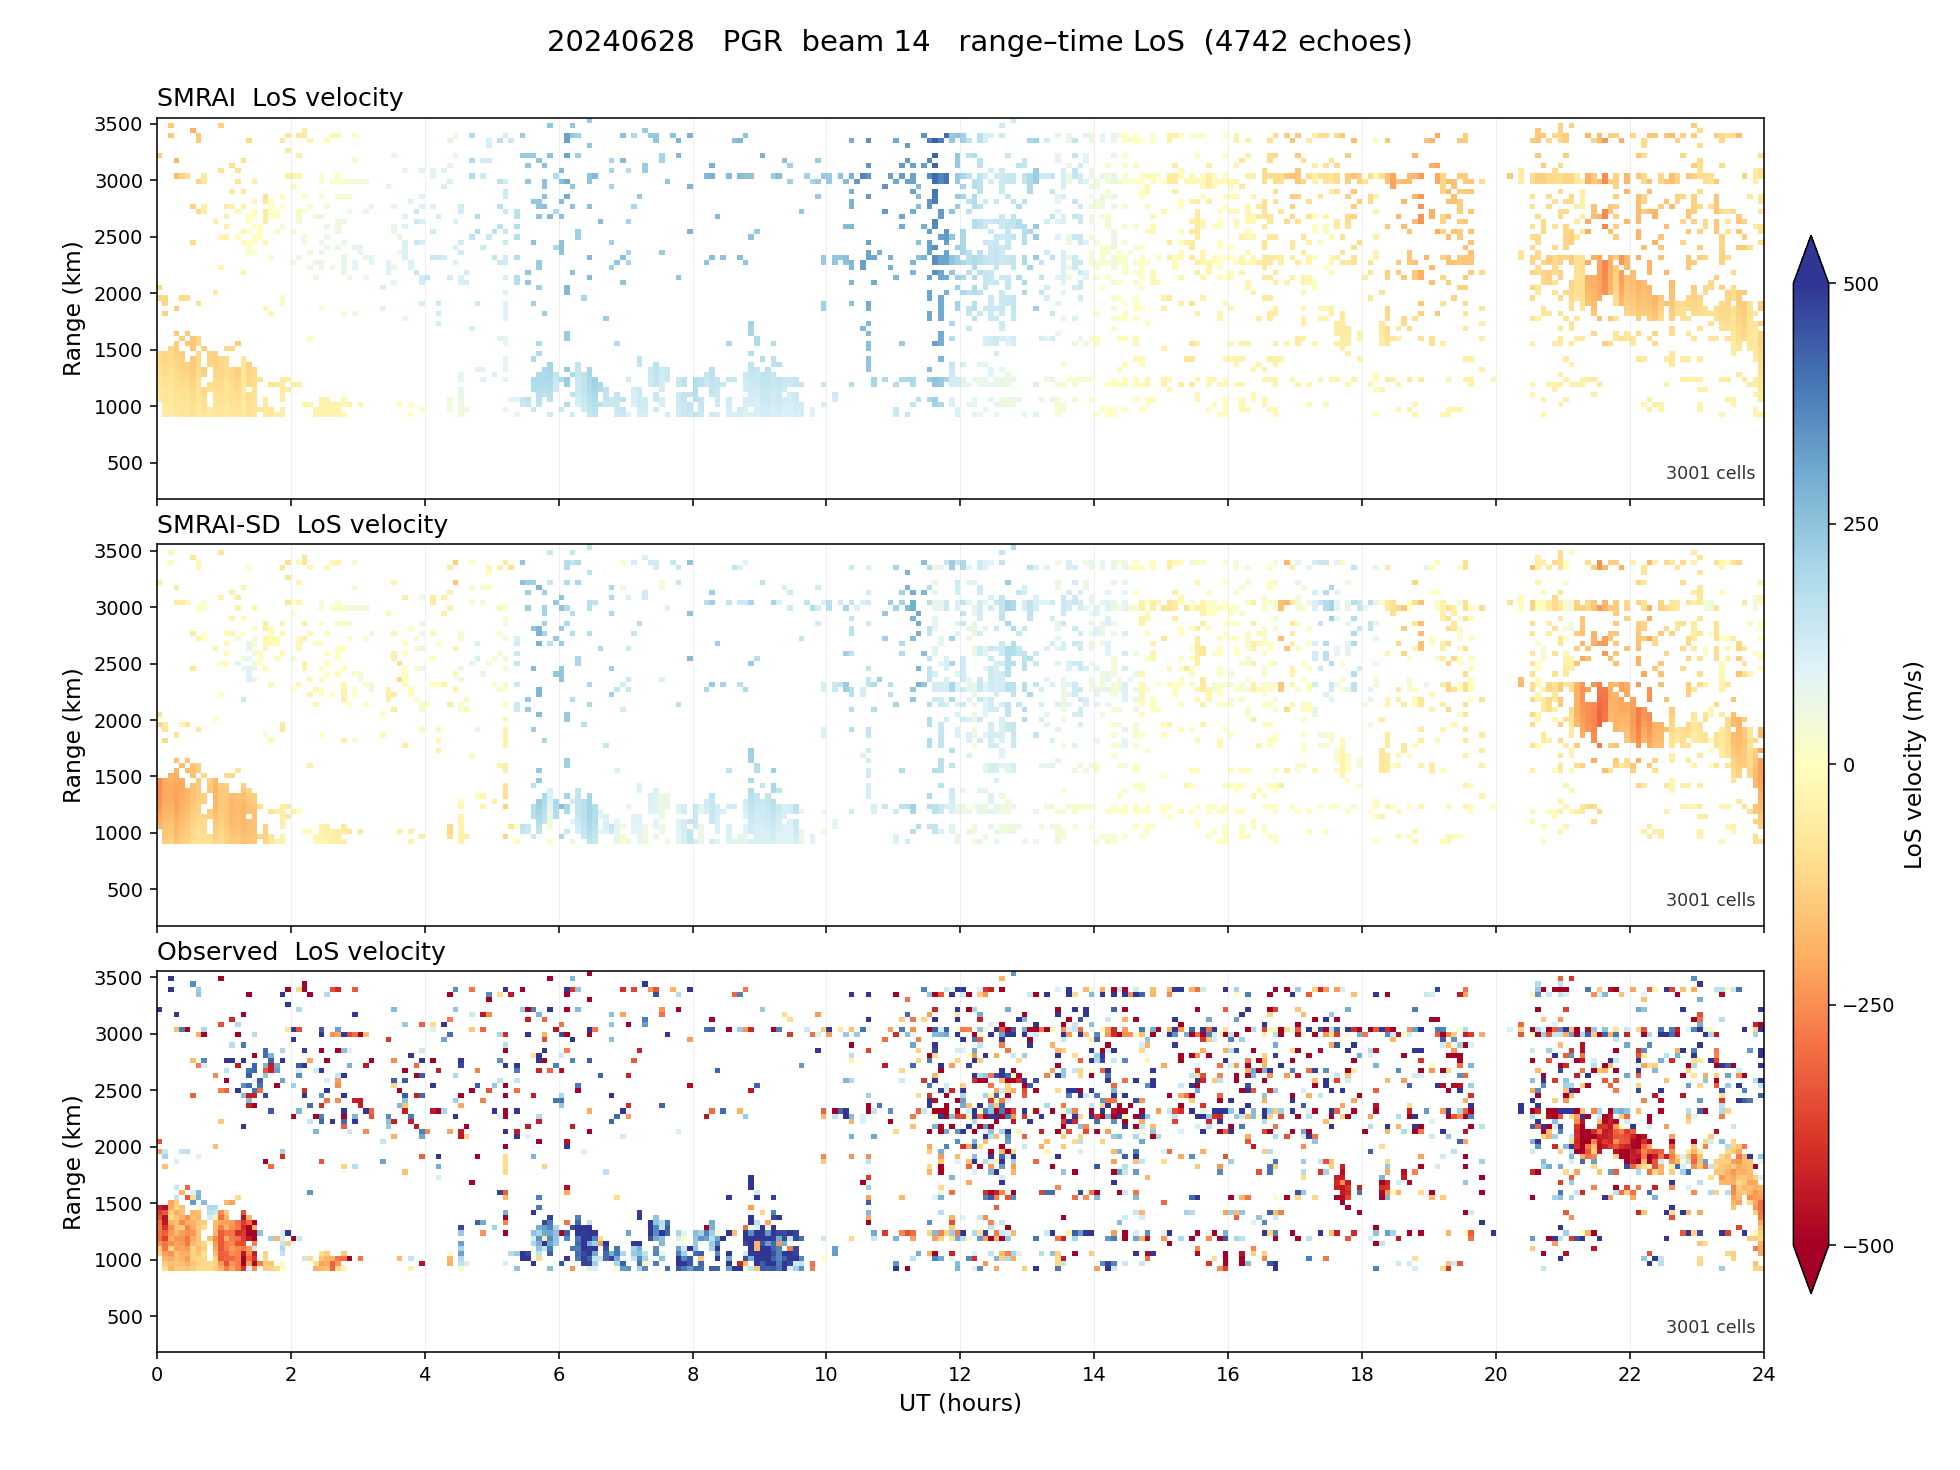 20240628   PGR  beam 14   range–time LoS  (4742 echoes)
SMRAI  LoS velocity
3500
3000
2500
2000
1500
1000
500
Range (km)
3001 cells
SMRAI-SD  LoS velocity
3500
3000
2500
2000
1500
1000
500
Range (km)
3001 cells
Observed  LoS velocity
3500
3000
2500
2000
1500
1000
500
Range (km)
3001 cells
0 2 4 6 8 10 12 14 16 18 20 22 24
UT (hours)
500
250
0
−250
−500
LoS velocity (m/s)